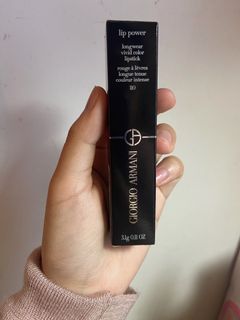 lip power
longwear
vivid color
lipstick
rouge à lèvres
longue tenue
couleur intense
110
GIORGIO ARMANI
3.1g 0.11 OZ